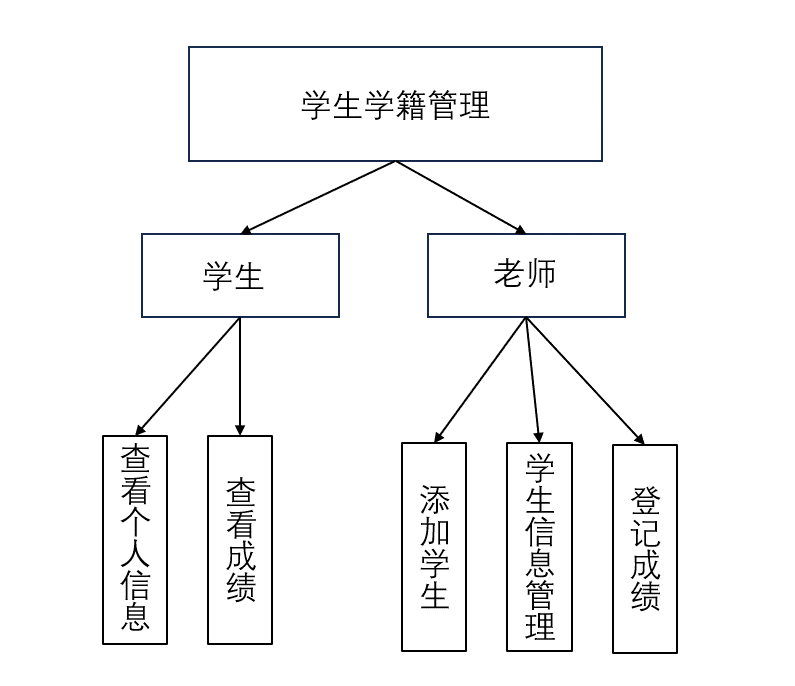 学生学籍管理
学生
老师
查看个人信息
查看成绩
添加学生
学生信息管理
登记成绩